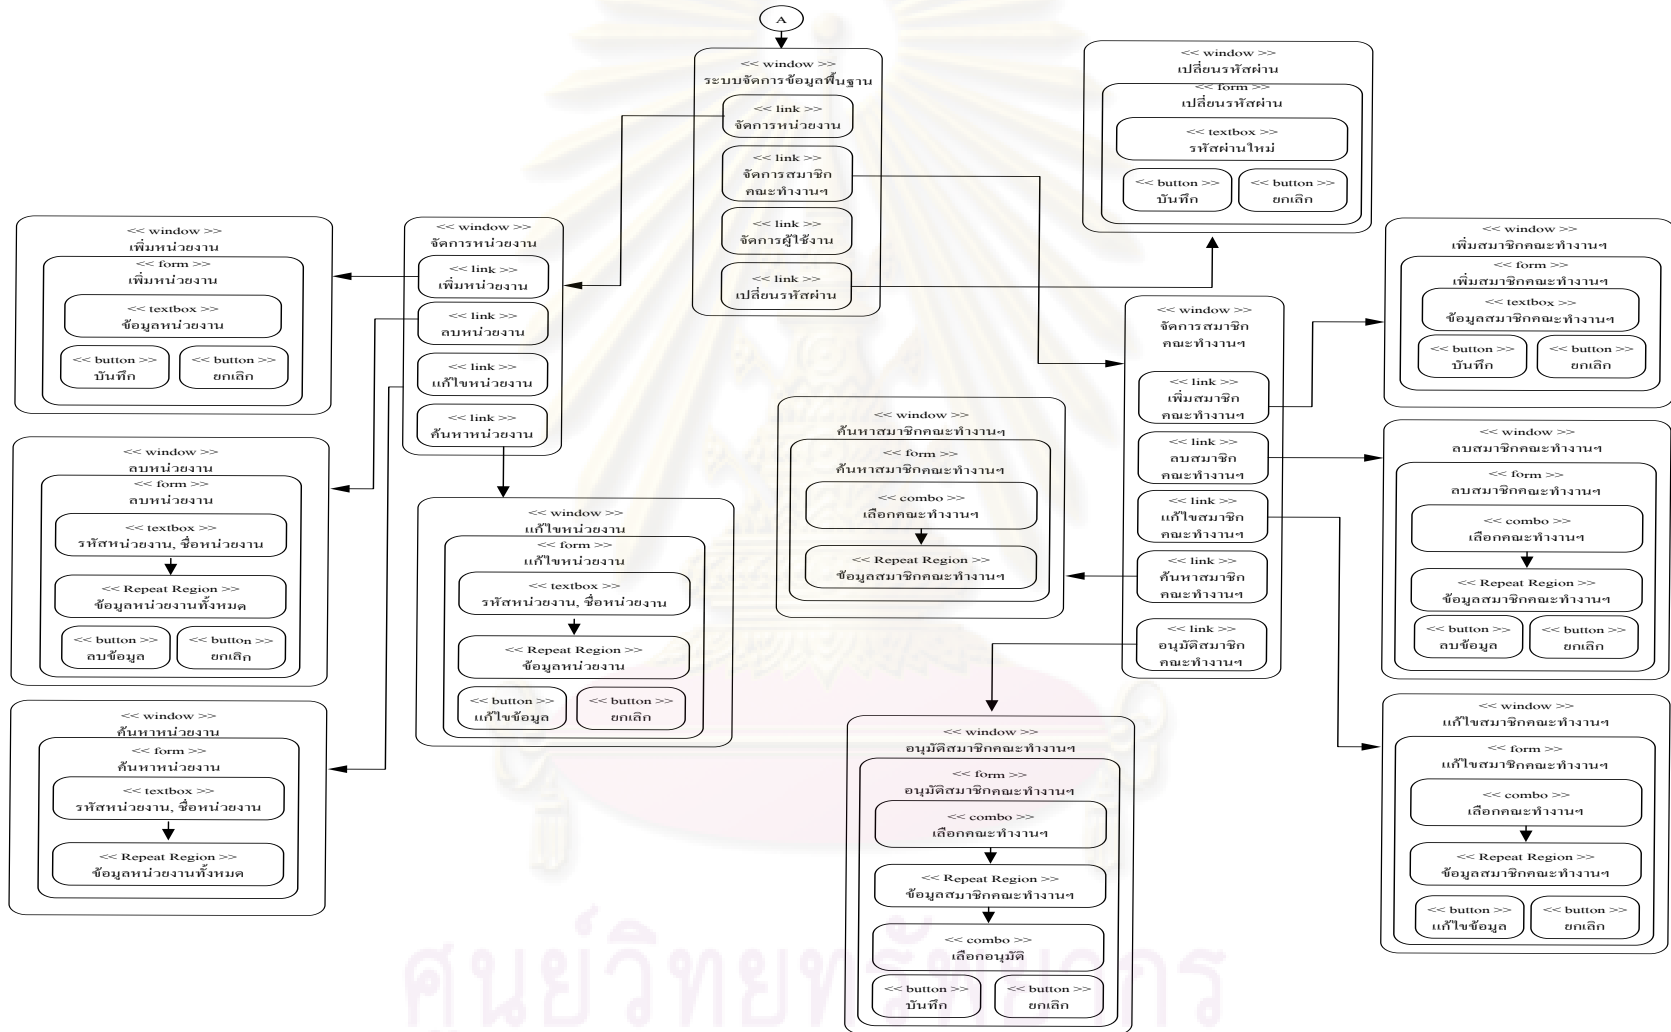 A
<< window >>
ระบบจัดการข้อมูลพื้นฐาน
<< link >>
จัดการหน่วยงาน
<< link >>
จัดการสมาชิก
คณะทำงานฯ
<< link >>
จัดการผู้ใช้งาน
<< link >>
เปลี่ยนรหัสผ่าน
<< window >>
เปลี่ยนรหัสผ่าน
<< form >>
เปลี่ยนรหัสผ่าน
<< textbox >>
รหัสผ่านใหม่
<< button >>
บันทึก
<< button >>
ยกเลิก
<< window >>
เพิ่มหน่วยงาน
<< form >>
เพิ่มหน่วยงาน
<< textbox >>
ข้อมูลหน่วยงาน
<< button >>
บันทึก
<< button >>
ยกเลิก
<< window >>
จัดการหน่วยงาน
<< link >>
เพิ่มหน่วยงาน
<< link >>
ลบหน่วยงาน
<< link >>
แก้ไขหน่วยงาน
<< link >>
ค้นหาหน่วยงาน
<< window >>
จัดการสมาชิก
คณะทำงานฯ
<< link >>
เพิ่มสมาชิก
คณะทำงานฯ
<< link >>
ลบสมาชิก
คณะทำงานฯ
<< link >>
แก้ไขสมาชิก
คณะทำงานฯ
<< link >>
ค้นหาสมาชิก
คณะทำงานฯ
<< link >>
อนุมัติสมาชิก
คณะทำงานฯ
<< window >>
เพิ่มสมาชิกคณะทำงานฯ
<< form >>
เพิ่มสมาชิกคณะทำงานฯ
<< textbox >>
ข้อมูลสมาชิกคณะทำงานฯ
<< button >>
บันทึก
<< button >>
ยกเลิก
<< window >>
ลบหน่วยงาน
<< form >>
ลบหน่วยงาน
<< textbox >>
รหัสหน่วยงาน, ชื่อหน่วยงาน
<< Repeat Region >>
ข้อมูลหน่วยงานทั้งหมด
<< button >>
ลบข้อมูล
<< button >>
ยกเลิก
<< window >>
แก้ไขหน่วยงาน
<< form >>
แก้ไขหน่วยงาน
<< textbox >>
รหัสหน่วยงาน, ชื่อหน่วยงาน
<< Repeat Region >>
ข้อมูลหน่วยงาน
<< button >>
แก้ไขข้อมูล
<< button >>
ยกเลิก
<< window >>
ค้นหาสมาชิกคณะทำงานฯ
<< form >>
ค้นหาสมาชิกคณะทำงานฯ
<< combo >>
เลือกคณะทำงานฯ
<< Repeat Region >>
ข้อมูลสมาชิกคณะทำงานฯ
<< window >>
ลบสมาชิกคณะทำงานฯ
<< form >>
ลบสมาชิกคณะทำงานฯ
<< combo >>
เลือกคณะทำงานฯ
<< Repeat Region >>
ข้อมูลสมาชิกคณะทำงานฯ
<< button >>
ลบข้อมูล
<< button >>
ยกเลิก
<< window >>
ค้นหาหน่วยงาน
<< form >>
ค้นหาหน่วยงาน
<< textbox >>
รหัสหน่วยงาน, ชื่อหน่วยงาน
<< Repeat Region >>
ข้อมูลหน่วยงานทั้งหมด
<< window >>
อนุมัติสมาชิกคณะทำงานฯ
<< form >>
อนุมัติสมาชิกคณะทำงานฯ
<< combo >>
เลือกคณะทำงานฯ
<< Repeat Region >>
ข้อมูลสมาชิกคณะทำงานฯ
<< combo >>
เลือกอนุมัติ
<< button >>
บันทึก
<< button >>
ยกเลิก
<< window >>
แก้ไขสมาชิกคณะทำงานฯ
<< form >>
แก้ไขสมาชิกคณะทำงานฯ
<< combo >>
เลือกคณะทำงานฯ
<< Repeat Region >>
ข้อมูลสมาชิกคณะทำงานฯ
<< button >>
แก้ไขข้อมูล
<< button >>
ยกเลิก
ศูนย์วิทยทรัพยากร